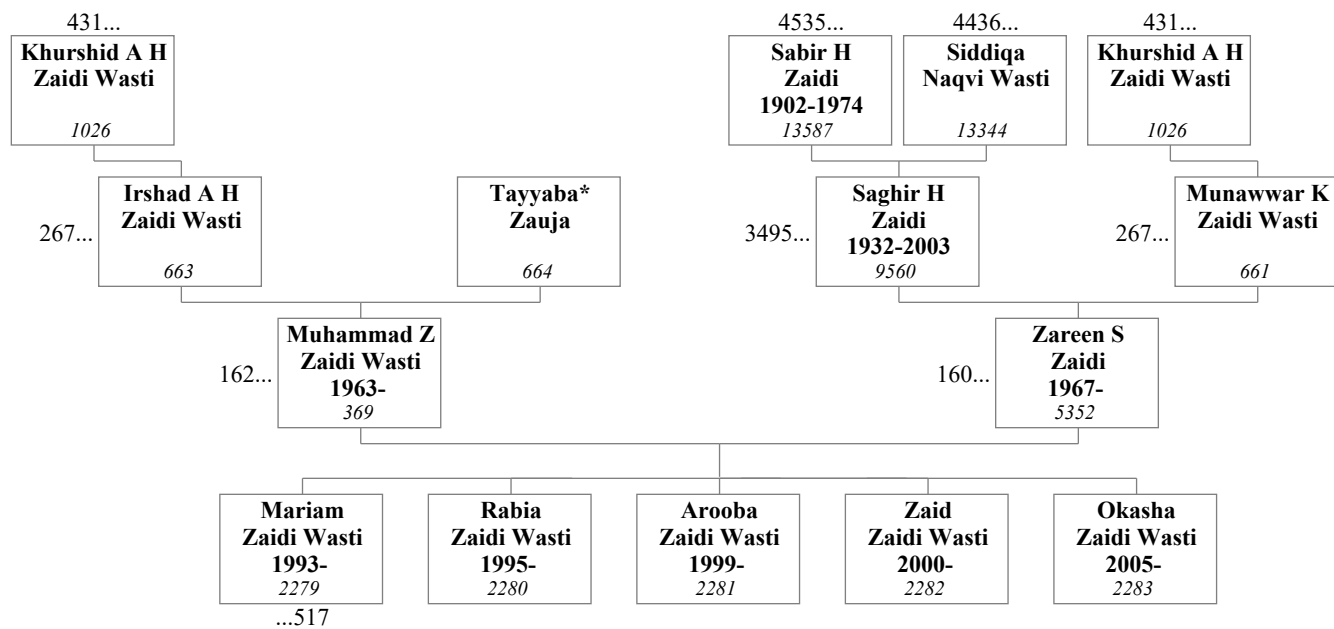 431...
Khurshid A H
Zaidi Wasti
1026
4535...
Sabir H
Zaidi
1902-1974
13587
4436...
Siddiqa
Naqvi Wasti
13344
431...
Khurshid A H
Zaidi Wasti
1026
267...
Irshad A H
Zaidi Wasti
663
Tayyaba*
Zauja
664
3495...
Saghir H
Zaidi
1932-2003
9560
267...
Munawwar K
Zaidi Wasti
661
162...
Muhammad Z
Zaidi Wasti
1963-
369
160...
Zareen S
Zaidi
1967-
5352
Mariam
Zaidi Wasti
1993-
2279
...517
Rabia
Zaidi Wasti
1995-
2280
Arooba
Zaidi Wasti
1999-
2281
Zaid
Zaidi Wasti
2000-
2282
Okasha
Zaidi Wasti
2005-
2283